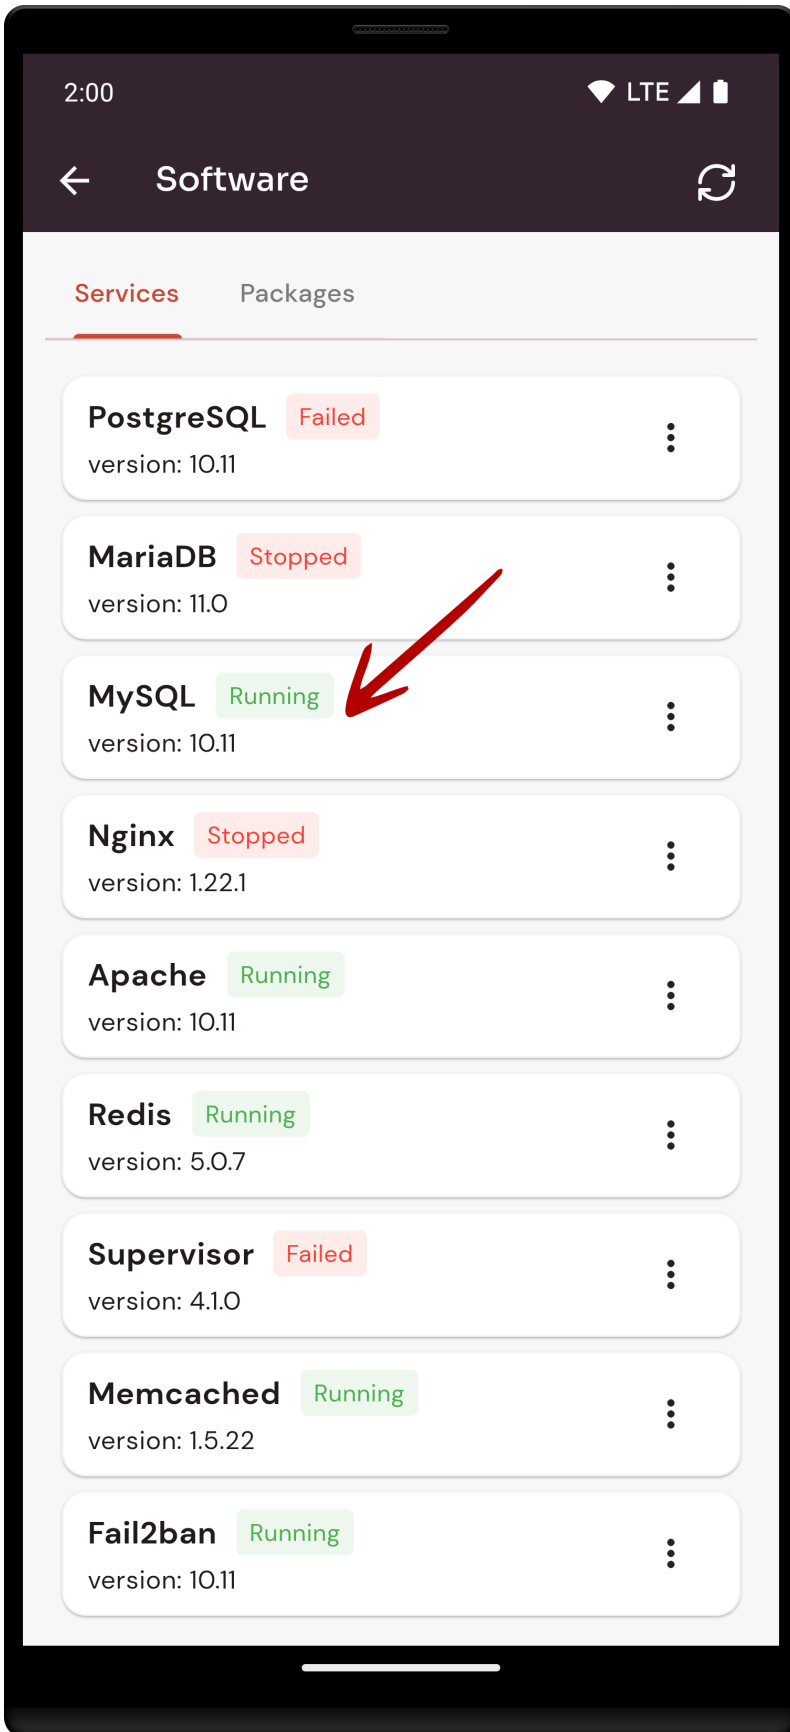 2:00 LTE
Software
Services Packages
PostgreSQL Failed
version: 10.11
MariaDB Stopped
version: 11.0
MySQL Running
version: 10.11
Nginx Stopped
version: 1.22.1
Apache Running
version: 10.11
Redis Running
version: 5.0.7
Supervisor Failed
version: 4.1.0
Memcached Running
version: 1.5.22
Fail2ban Running
version: 10.11